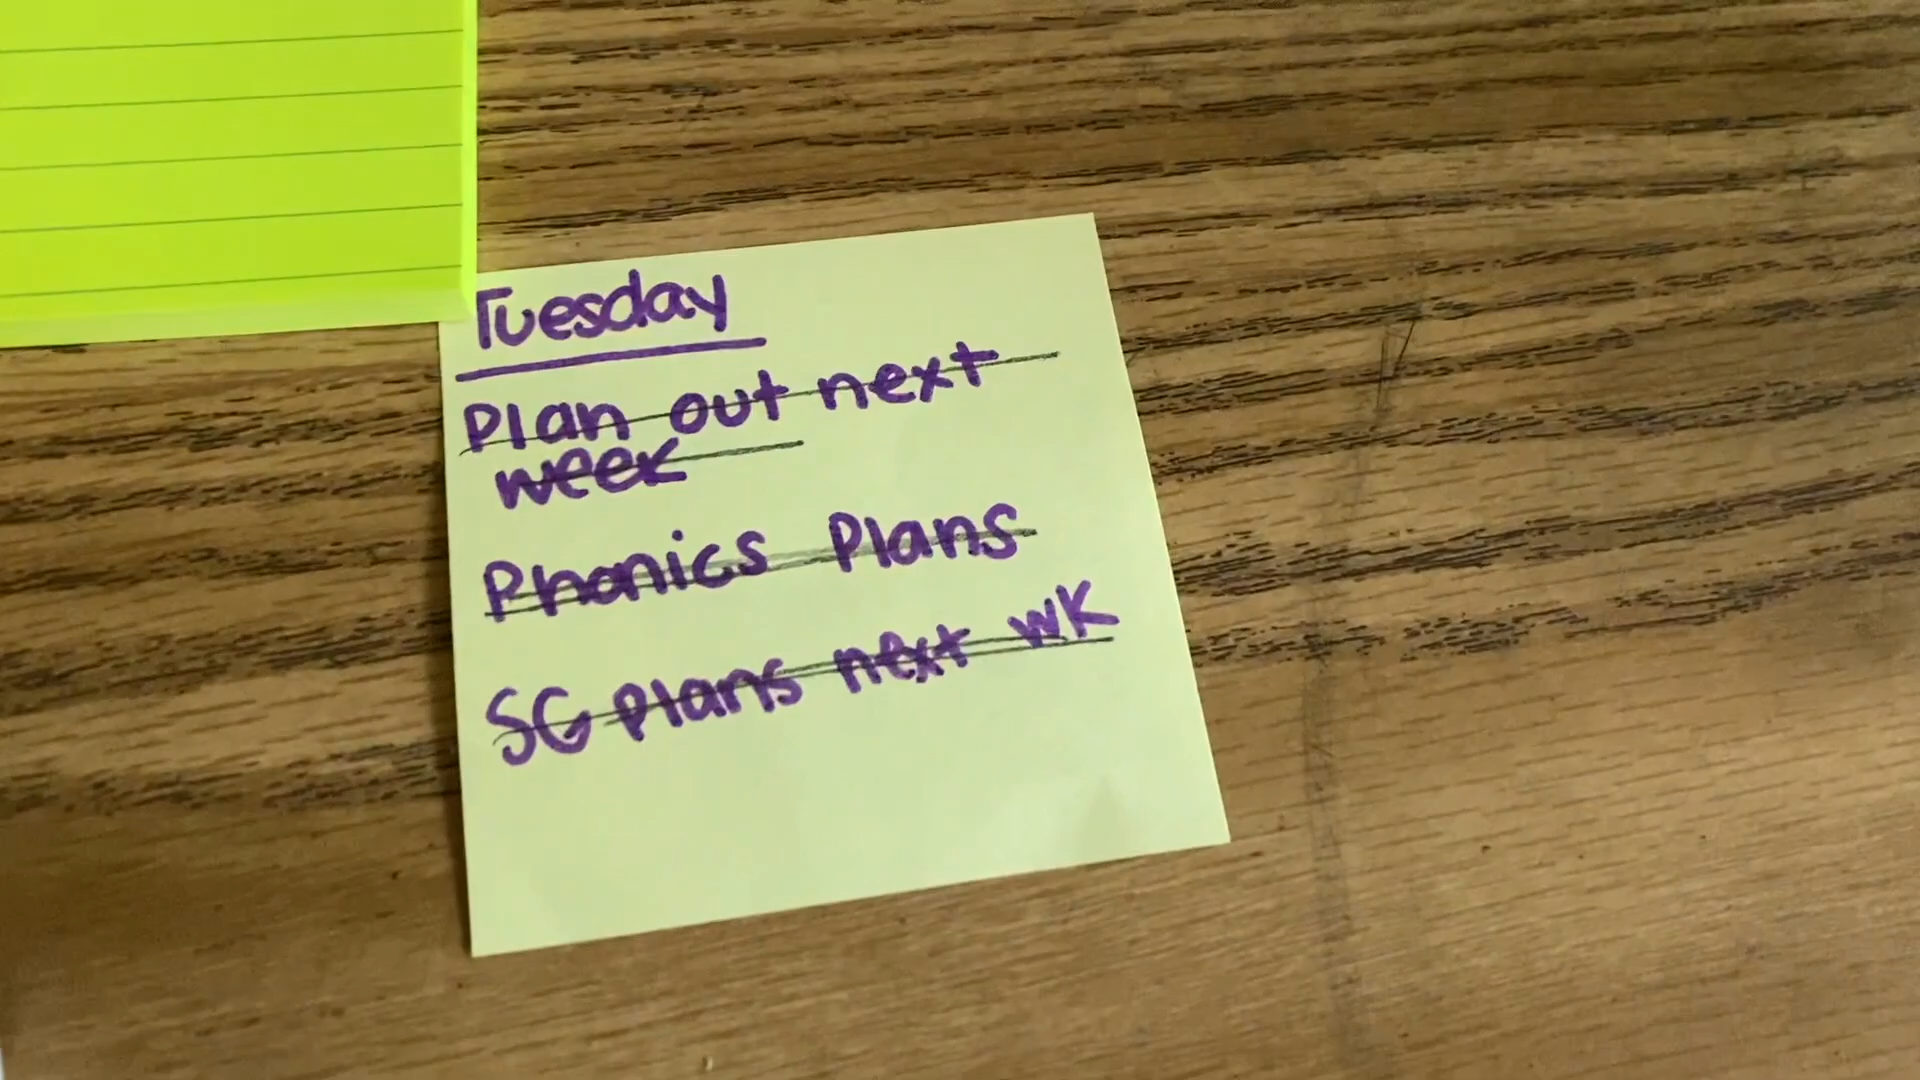 Tuesday
Plan out next
week
Phonics Plans
SG plans next wk